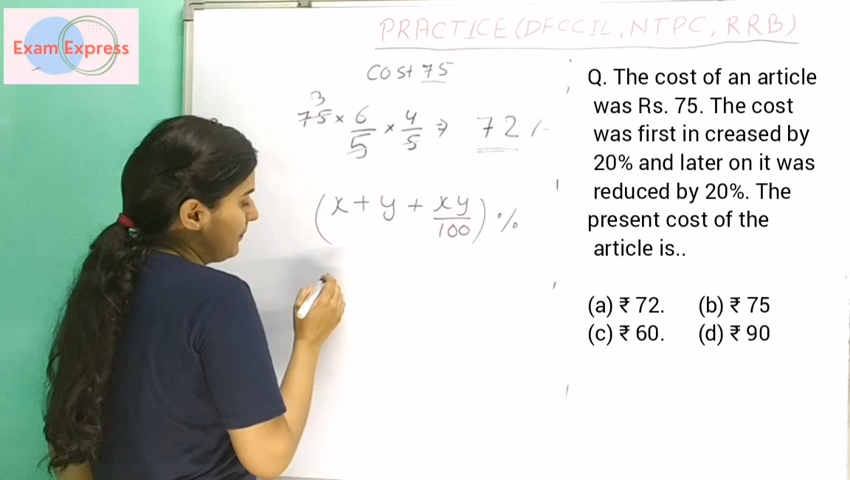 Exam Express
PRACTICE (DFCCIL, NTPC, RRB)
COST 75
3
75 × 6/5 × 4/5 ⇒ 72/-
(x + y + xy/100) %
Q. The cost of an article
was Rs. 75. The cost
was first in creased by
20% and later on it was
reduced by 20%. The
present cost of the
article is..
(a) ₹ 72. (b) ₹ 75
(c) ₹ 60. (d) ₹ 90